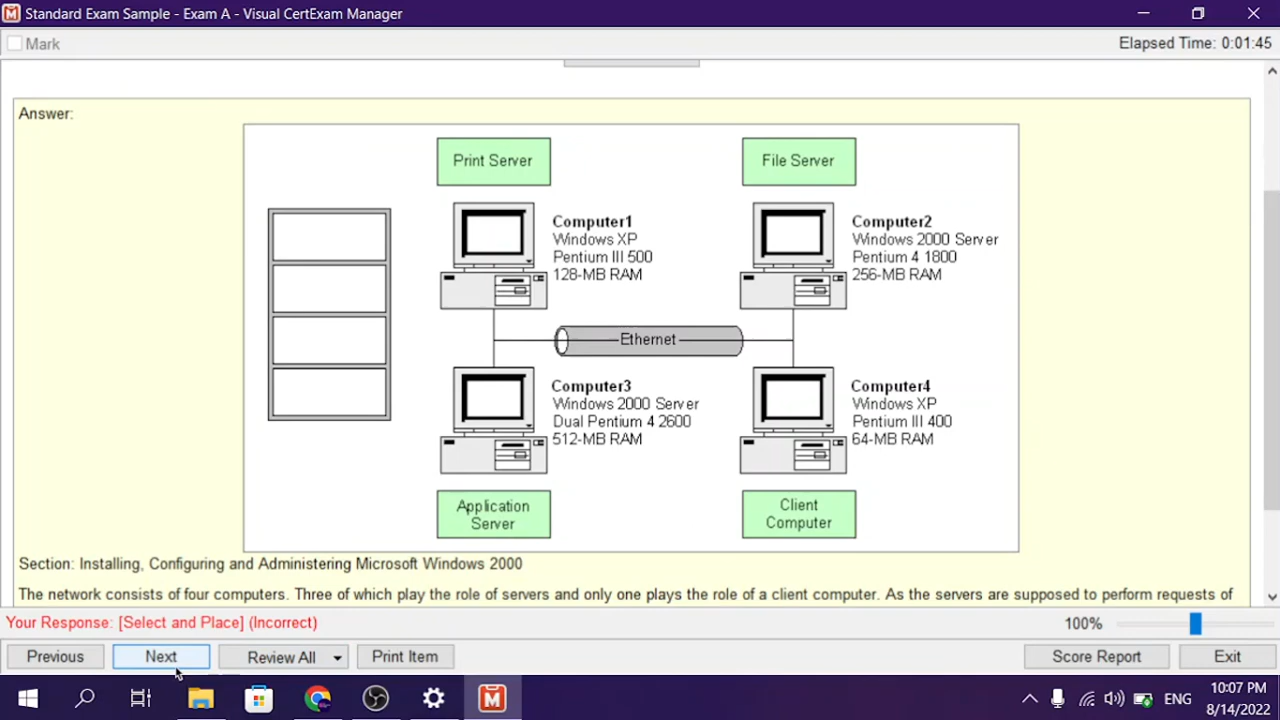 Standard Exam Sample - Exam A - Visual CertExam Manager
Mark
Elapsed Time: 0:01:45
Answer:
Print Server
File Server
Computer1
Windows XP
Pentium III 500
128-MB RAM
Computer2
Windows 2000 Server
Pentium 4 1800
256-MB RAM
Ethernet
Computer3
Windows 2000 Server
Dual Pentium 4 2600
512-MB RAM
Computer4
Windows XP
Pentium III 400
64-MB RAM
Application
Server
Client
Computer
Section: Installing, Configuring and Administering Microsoft Windows 2000
The network consists of four computers. Three of which play the role of servers and only one plays the role of a client computer. As the servers are supposed to perform requests of
Your Response: [Select and Place] (Incorrect)
100%
Previous
Next
Review All
Print Item
Score Report
Exit
ENG
10:07 PM
8/14/2022